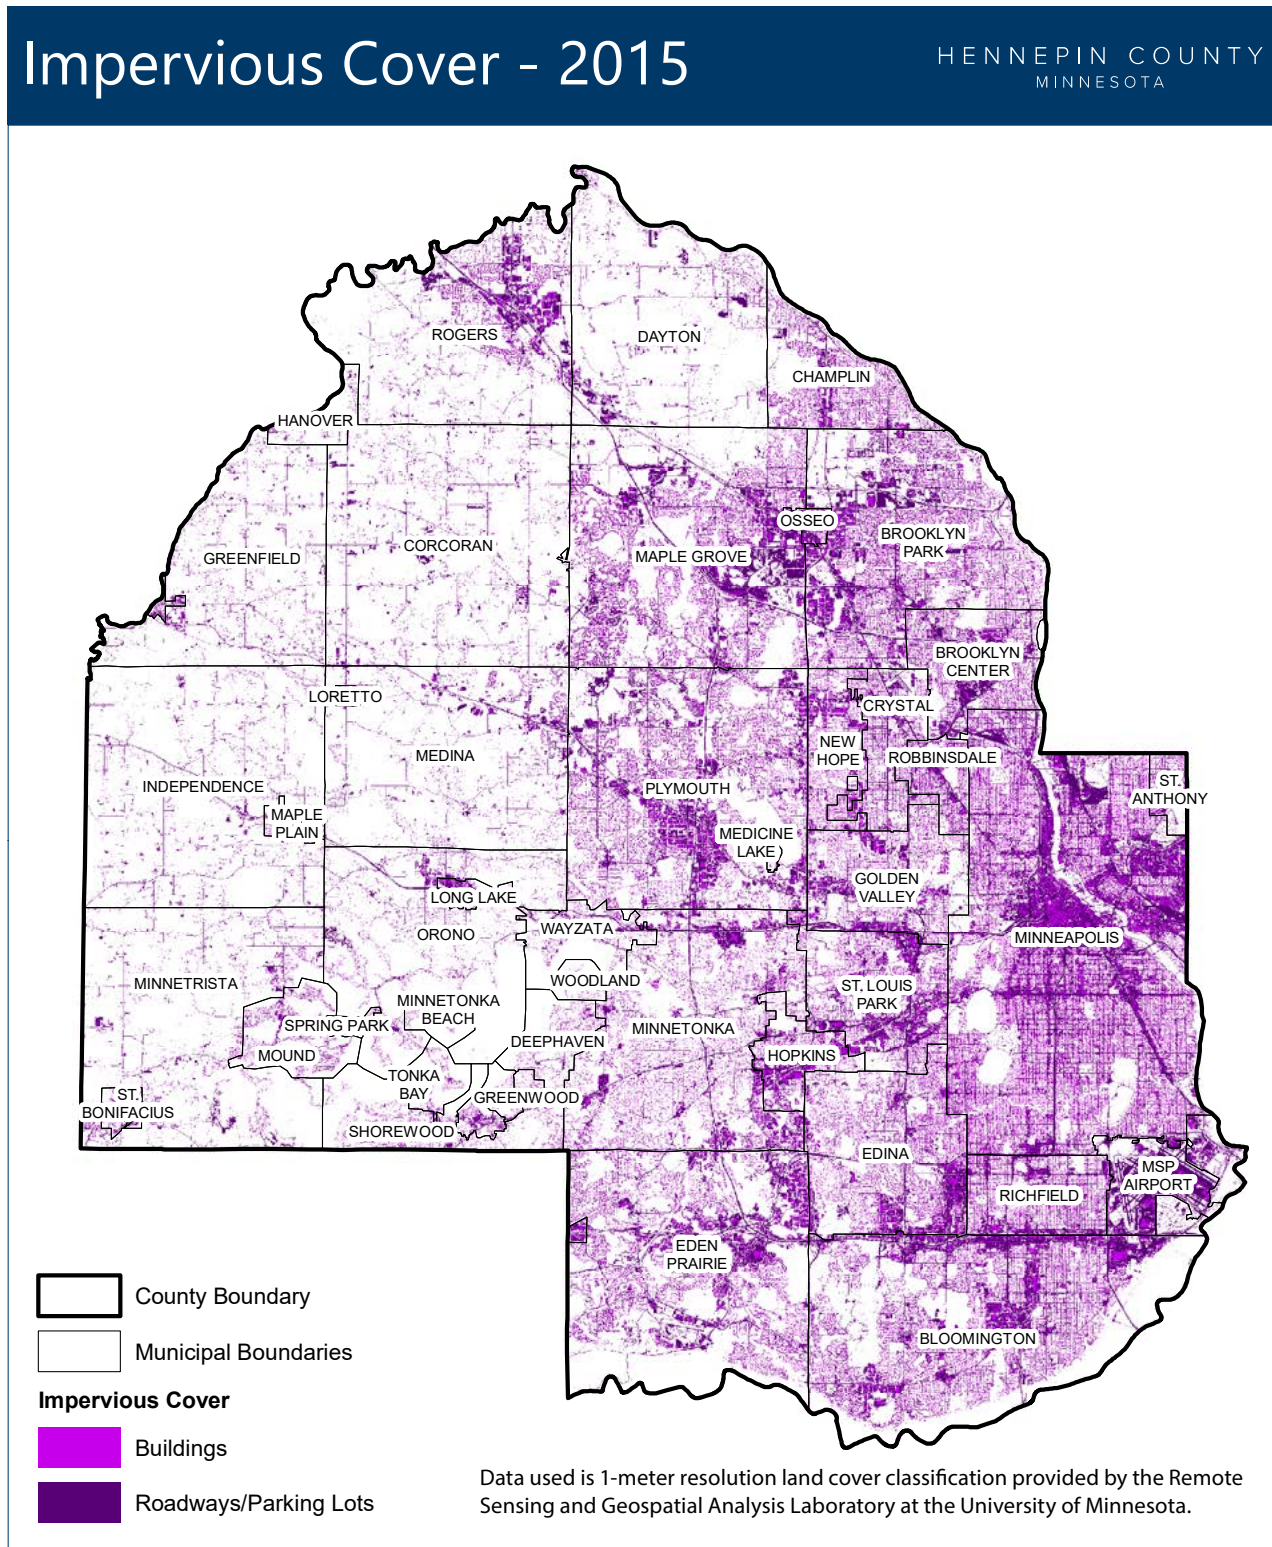 Impervious Cover - 2015
HENNEPIN COUNTY
MINNESOTA
ROGERS
DAYTON
CHAMPLIN
HANOVER
OSSEO
BROOKLYN
PARK
MAPLE GROVE
CORCORAN
GREENFIELD
BROOKLYN
CENTER
LORETTO
CRYSTAL
NEW
HOPE
ROBBINSDALE
MEDINA
INDEPENDENCE
PLYMOUTH
ST.
ANTHONY
MAPLE
PLAIN
MEDICINE
LAKE
GOLDEN
VALLEY
LONG LAKE
ORONO
WAYZATA
MINNEAPOLIS
MINNETRISTA
WOODLAND
ST. LOUIS
PARK
MINNETONKA
BEACH
SPRING PARK
MINNETONKA
DEEPHAVEN
MOUND
HOPKINS
TONKA
BAY
GREENWOOD
ST.
BONIFACIUS
SHOREWOOD
EDINA
MSP
AIRPORT
RICHFIELD
EDEN
PRAIRIE
BLOOMINGTON
County Boundary
Municipal Boundaries
Impervious Cover
Buildings
Roadways/Parking Lots
Data used is 1-meter resolution land cover classification provided by the Remote
Sensing and Geospatial Analysis Laboratory at the University of Minnesota.